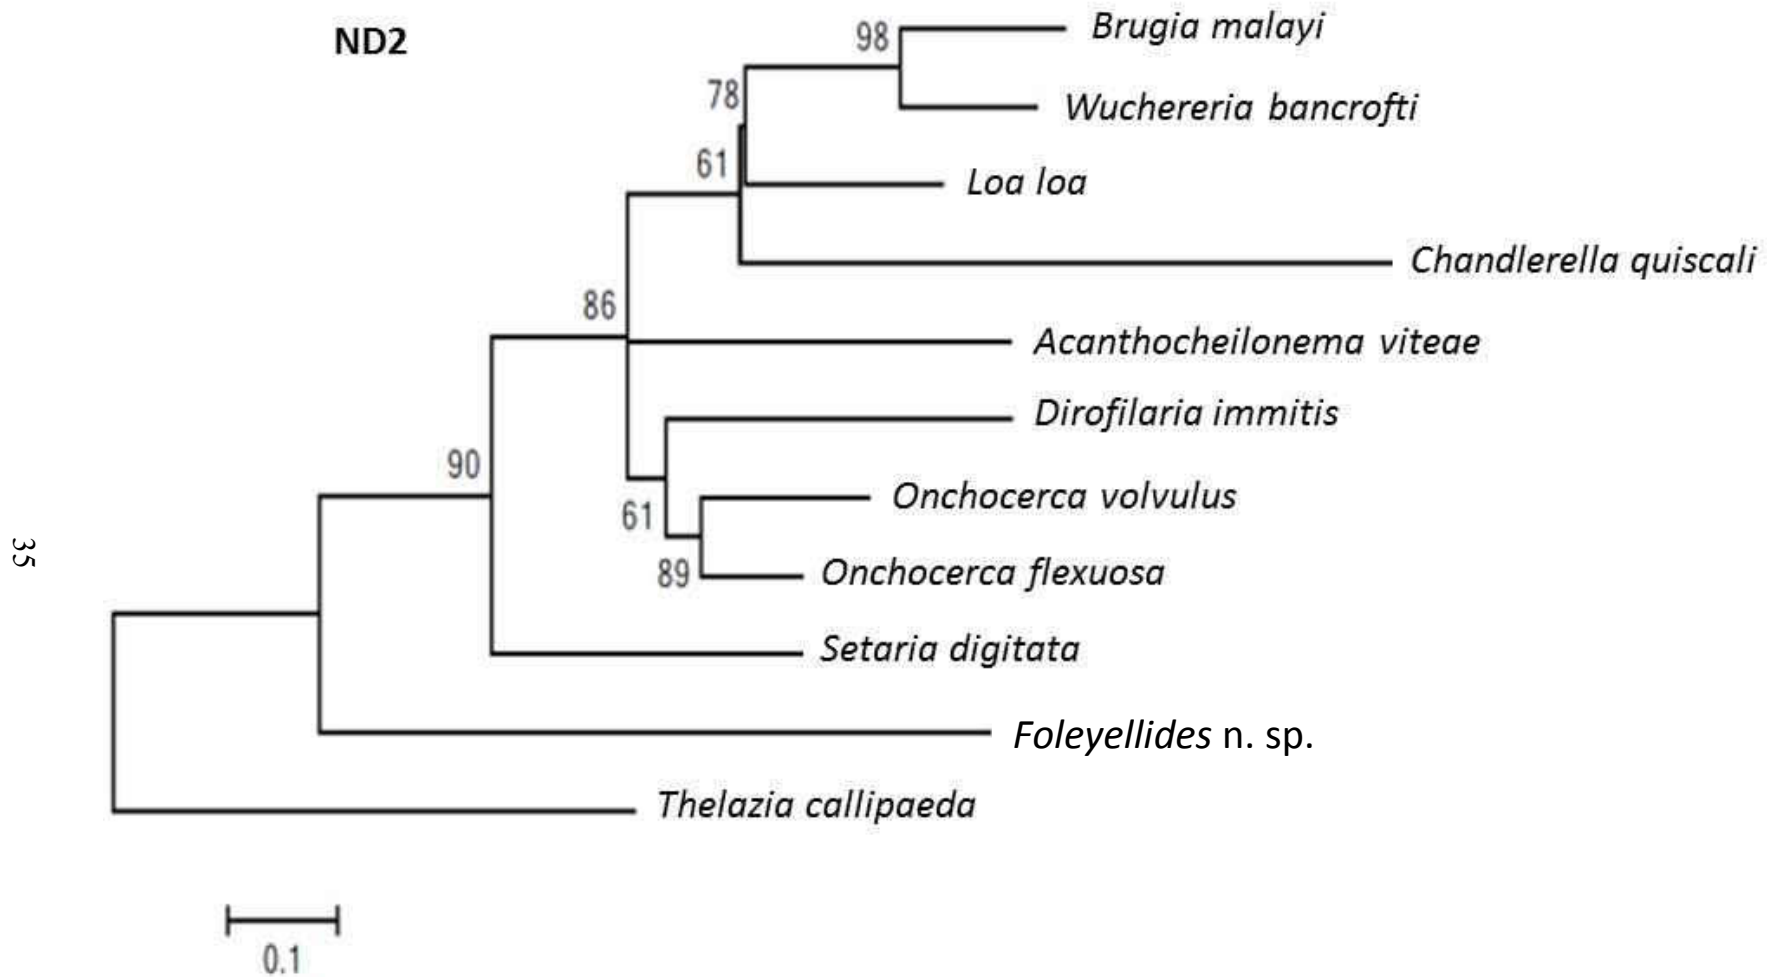 ND2
98
Brugia malayi
78
Wuchereria bancrofti
61
Loa loa
Chandlerella quiscali
86
Acanthocheilonema viteae
Dirofilaria immitis
90
Onchocerca volvulus
61
35
89
Onchocerca flexuosa
Setaria digitata
Foleyellides n. sp.
Thelazia callipaeda
0.1